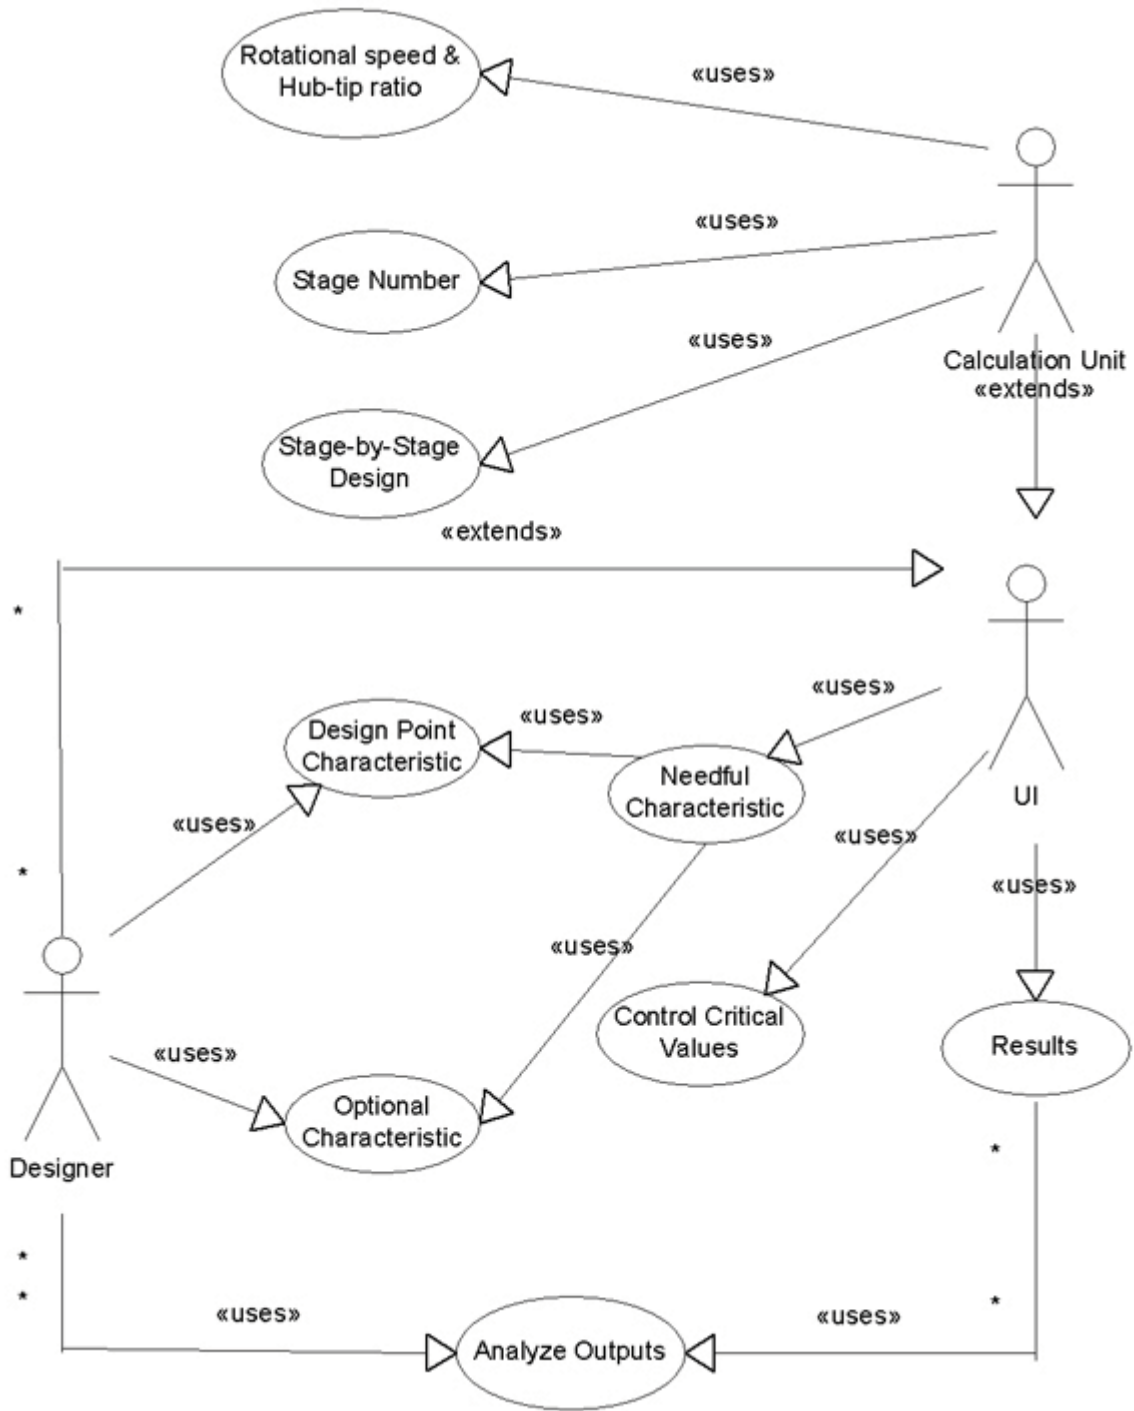 Rotational speed &
Hub-tip ratio
«uses»
«uses»
Stage Number
«uses»
Calculation Unit
«extends»
Stage-by-Stage
Design
«extends»
*
«uses»
«uses»
Design Point
Characteristic
Needful
Characteristic
UI
«uses»
«uses»
*
«uses»
«uses»
Control Critical
Values
Results
«uses»
Optional
Characteristic
*
Designer
*
*
*
«uses»
«uses»
Analyze Outputs